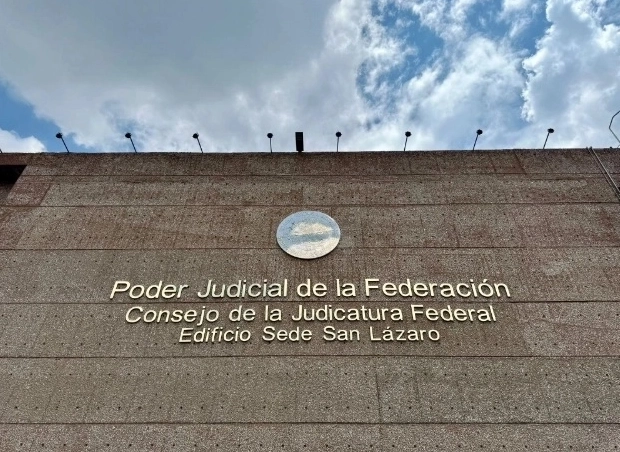 Poder Judicial de la Federación
Consejo de la Judicatura Federal
Edificio Sede San Lázaro